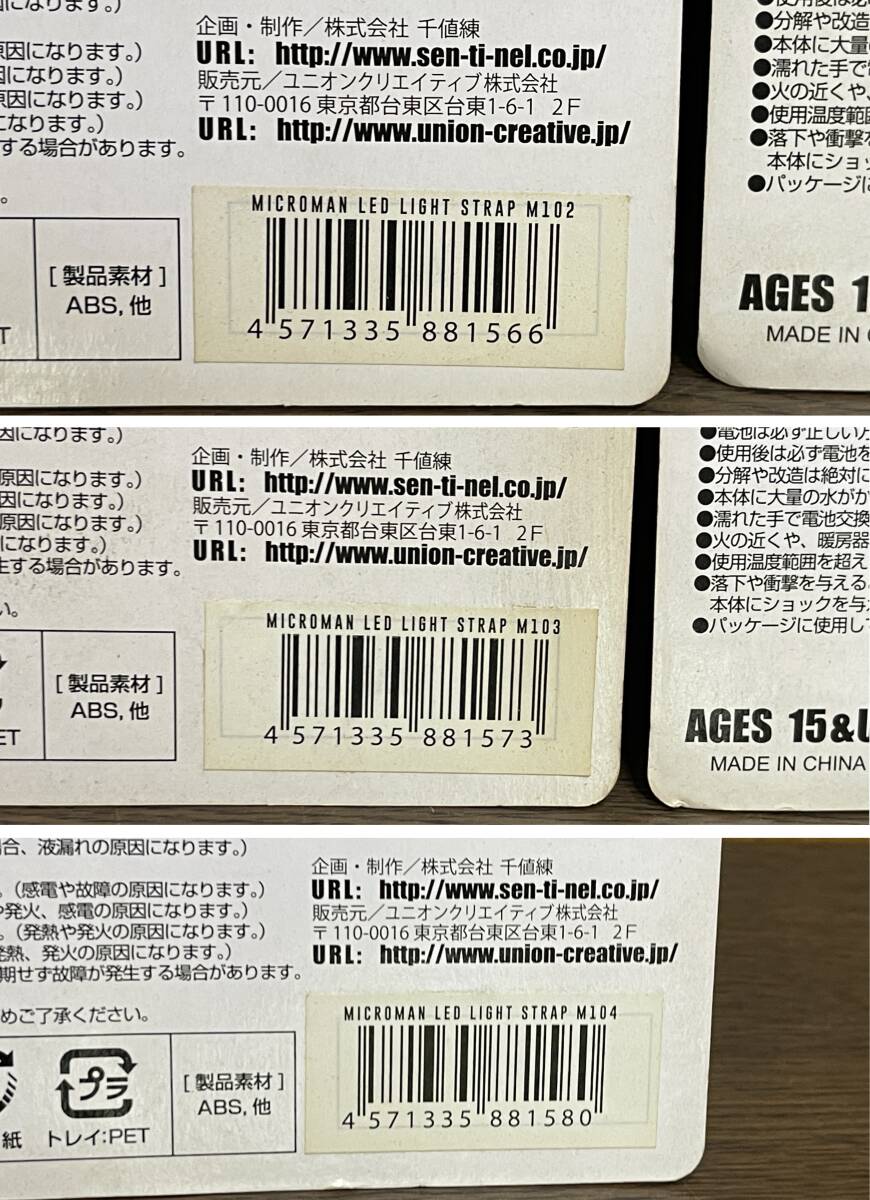 になります。)
原因になります。)
因になります。)
原因になります。)
になります。)
する場合があります。
。
企画・制作／株式会社 千値練
URL: http://www.sen-ti-nel.co.jp/
販売元／ユニオンクリエイティブ株式会社
〒110-0016 東京都台東区台東1-6-1 2F
URL: http://www.union-creative.jp/
MICROMAN LED LIGHT STRAP M102
4 571335 881566
[ 製品素材 ]
ABS, 他
ET
●分解や改造
●本体に大量
●濡れた手で
●火の近くや、
●使用温度範囲
●落下や衝撃を
本体にショッ
●パッケージに
AGES 1
MADE IN C
因になります。)
原因になります。)
因になります。)
原因になります。)
になります。)
生する場合があります。
い。
企画・制作／株式会社 千値練
URL: http://www.sen-ti-nel.co.jp/
販売元／ユニオンクリエイティブ株式会社
〒110-0016 東京都台東区台東1-6-1 2F
URL: http://www.union-creative.jp/
MICROMAN LED LIGHT STRAP M103
4 571335 881573
[ 製品素材 ]
ABS, 他
ET
●電池は必ず正しい方
●使用後は必ず電池を
●分解や改造は絶対に
●本体に大量の水がか
●濡れた手で電池交換
●火の近くや、暖房器
●使用温度範囲を超え
●落下や衝撃を与える
本体にショックを与え
●パッケージに使用して
AGES 15&U
MADE IN CHINA
場合、液漏れの原因になります。)
。(感電や故障の原因になります。)
や発火、感電の原因になります。)
。(発熱や発火の原因になります。)
発熱、発火の原因になります。)
期せず故障が発生する場合があります。
めご了承ください。
企画・制作／株式会社 千値練
URL: http://www.sen-ti-nel.co.jp/
販売元／ユニオンクリエイティブ株式会社
〒110-0016 東京都台東区台東1-6-1 2F
URL: http://www.union-creative.jp/
MICROMAN LED LIGHT STRAP M104
4 571335 881580
プラ
紙 トレイ:PET
[ 製品素材 ]
ABS, 他